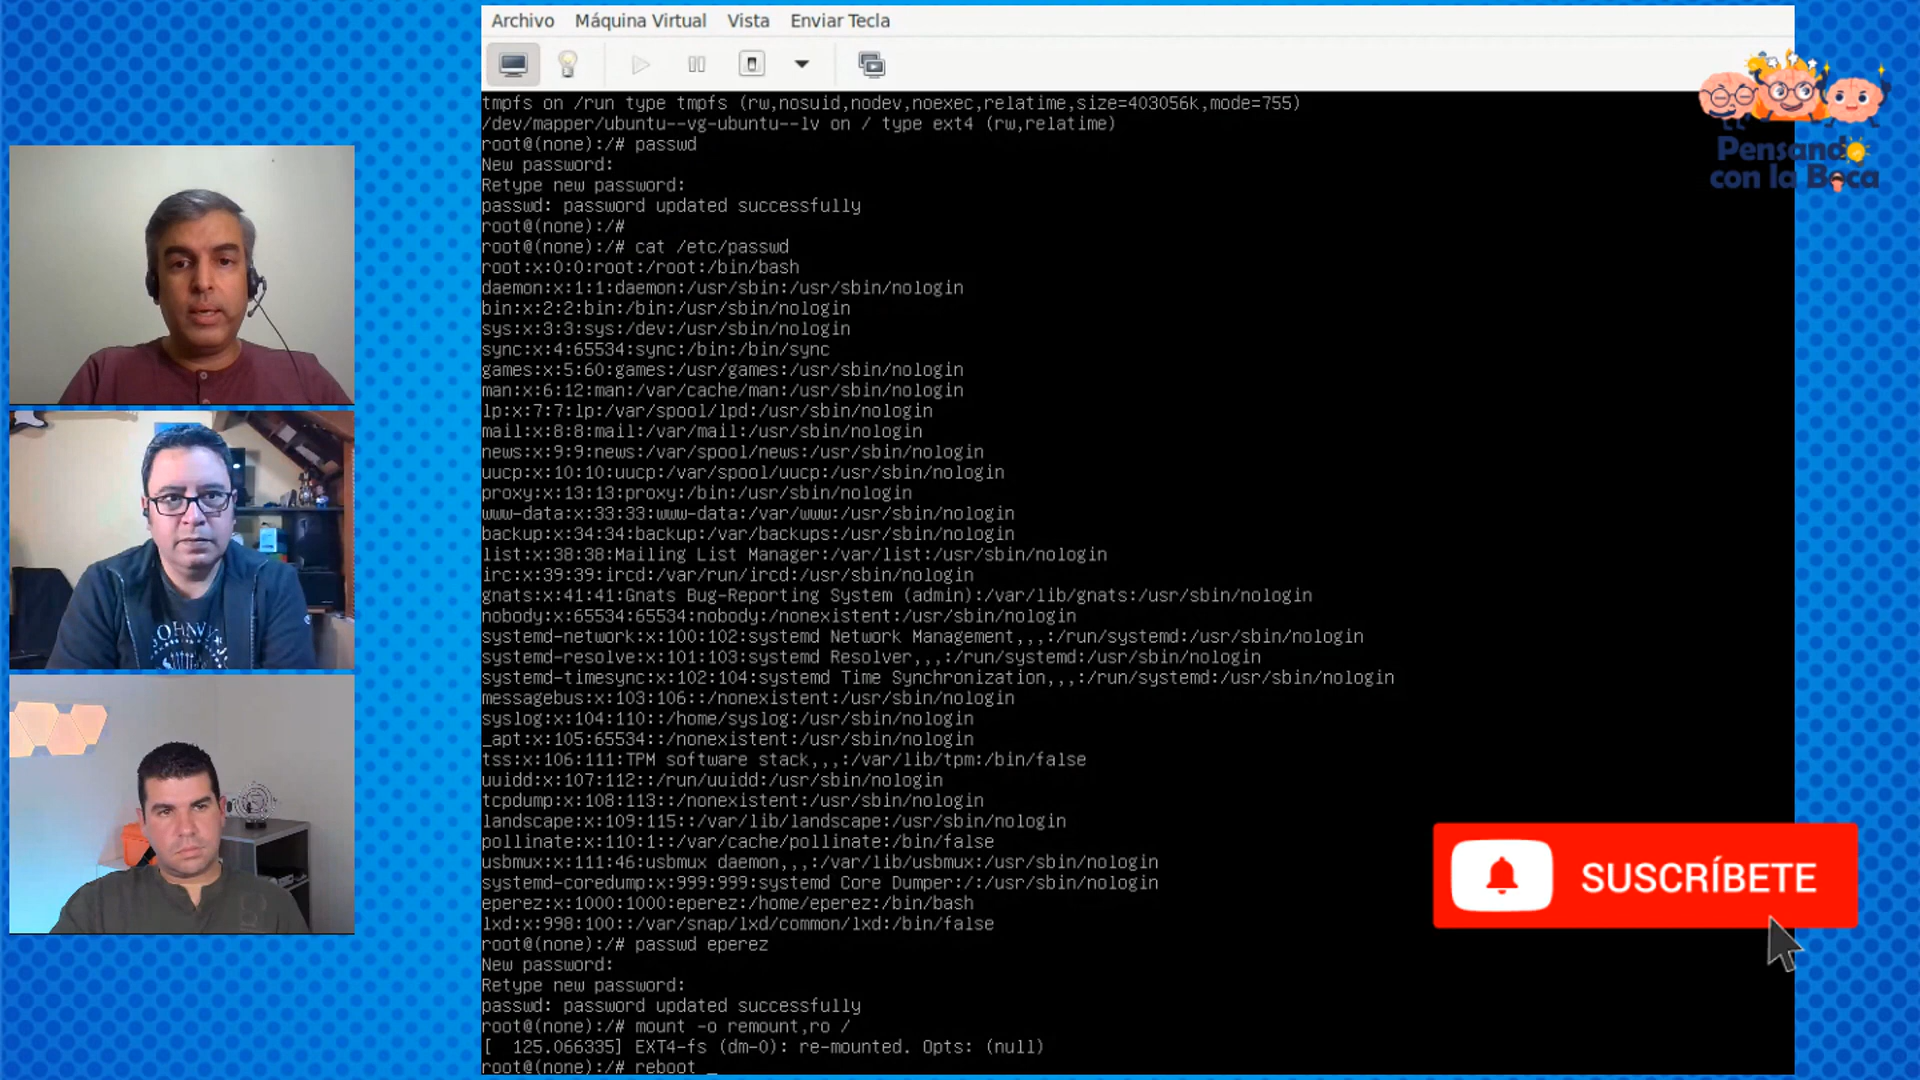 Archivo Máquina Virtual Vista Enviar Tecla
tmpfs on /run type tmpfs (rw,nosuid,nodev,noexec,relatime,size=403056k,mode=755)
/dev/mapper/ubuntu--vg-ubuntu--lv on / type ext4 (rw,relatime)
root@(none):/# passwd
New password:
Retype new password:
passwd: password updated successfully
root@(none):/#
root@(none):/# cat /etc/passwd
root:x:0:0:root:/root:/bin/bash
daemon:x:1:1:daemon:/usr/sbin:/usr/sbin/nologin
bin:x:2:2:bin:/bin:/usr/sbin/nologin
sys:x:3:3:sys:/dev:/usr/sbin/nologin
sync:x:4:65534:sync:/bin:/bin/sync
games:x:5:60:games:/usr/games:/usr/sbin/nologin
man:x:6:12:man:/var/cache/man:/usr/sbin/nologin
lp:x:7:7:lp:/var/spool/lpd:/usr/sbin/nologin
mail:x:8:8:mail:/var/mail:/usr/sbin/nologin
news:x:9:9:news:/var/spool/news:/usr/sbin/nologin
uucp:x:10:10:uucp:/var/spool/uucp:/usr/sbin/nologin
proxy:x:13:13:proxy:/bin:/usr/sbin/nologin
www-data:x:33:33:www-data:/var/www:/usr/sbin/nologin
backup:x:34:34:backup:/var/backups:/usr/sbin/nologin
list:x:38:38:Mailing List Manager:/var/list:/usr/sbin/nologin
irc:x:39:39:ircd:/var/run/ircd:/usr/sbin/nologin
gnats:x:41:41:Gnats Bug-Reporting System (admin):/var/lib/gnats:/usr/sbin/nologin
nobody:x:65534:65534:nobody:/nonexistent:/usr/sbin/nologin
systemd-network:x:100:102:systemd Network Management,,,:/run/systemd:/usr/sbin/nologin
systemd-resolve:x:101:103:systemd Resolver,,,:/run/systemd:/usr/sbin/nologin
systemd-timesync:x:102:104:systemd Time Synchronization,,,:/run/systemd:/usr/sbin/nologin
messagebus:x:103:106::/nonexistent:/usr/sbin/nologin
syslog:x:104:110::/home/syslog:/usr/sbin/nologin
_apt:x:105:65534::/nonexistent:/usr/sbin/nologin
tss:x:106:111:TPM software stack,,,:/var/lib/tpm:/bin/false
uuidd:x:107:112::/run/uuidd:/usr/sbin/nologin
tcpdump:x:108:113::/nonexistent:/usr/sbin/nologin
landscape:x:109:115::/var/lib/landscape:/usr/sbin/nologin
pollinate:x:110:1::/var/cache/pollinate:/bin/false
usbmux:x:111:46:usbmux daemon,,,:/var/lib/usbmux:/usr/sbin/nologin
systemd-coredump:x:999:999:systemd Core Dumper:/:/usr/sbin/nologin
eperez:x:1000:1000:eperez:/home/eperez:/bin/bash
lxd:x:998:100::/var/snap/lxd/common/lxd:/bin/false
root@(none):/# passwd eperez
New password:
Retype new password:
passwd: password updated successfully
root@(none):/# mount -o remount,ro /
[  125.066335] EXT4-fs (dm-0): re-mounted. Opts: (null)
root@(none):/# reboot _
Pensando
con la Boca
SUSCRÍBETE